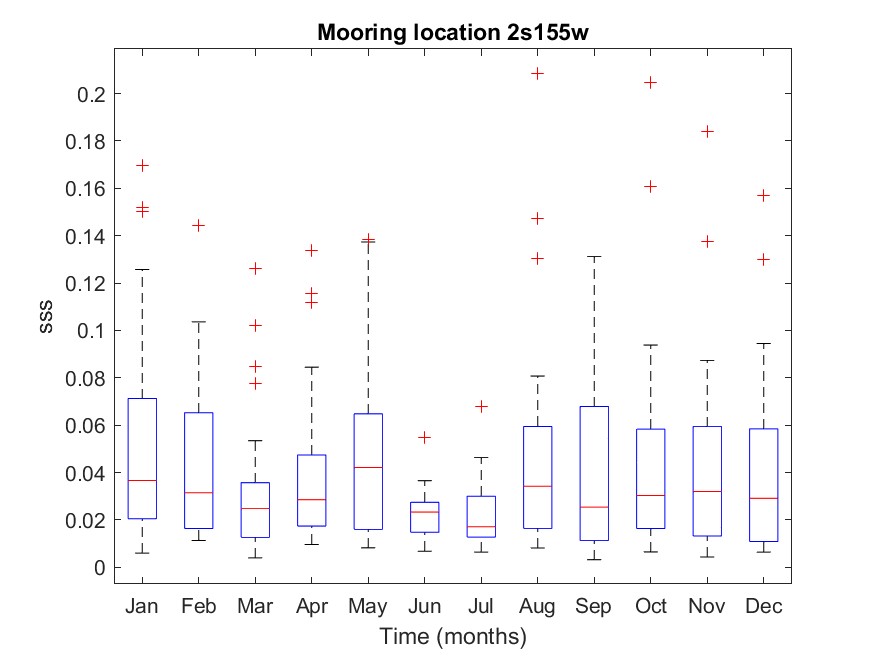 Mooring location 2s155w
0.2
0.18
0.16
0.14
0.12
0.1
0.08
0.06
0.04
0.02
0
sss
Jan Feb Mar Apr May Jun Jul Aug Sep Oct Nov Dec
Time (months)